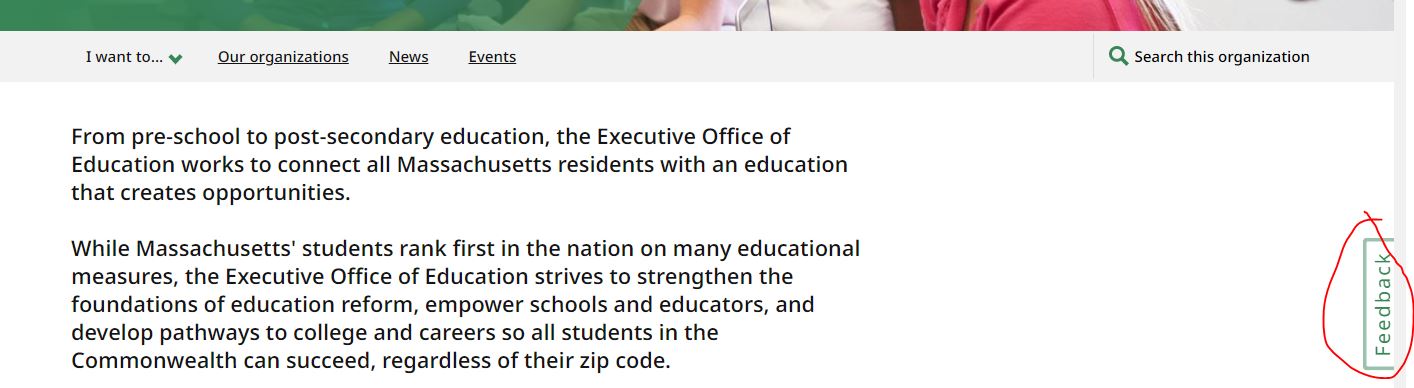 I want to...
Our organizations
News
Events
Search this organization
From pre-school to post-secondary education, the Executive Office of
Education works to connect all Massachusetts residents with an education
that creates opportunities.
While Massachusetts' students rank first in the nation on many educational
measures, the Executive Office of Education strives to strengthen the
foundations of education reform, empower schools and educators, and
develop pathways to college and careers so all students in the
Commonwealth can succeed, regardless of their zip code.
Feedback